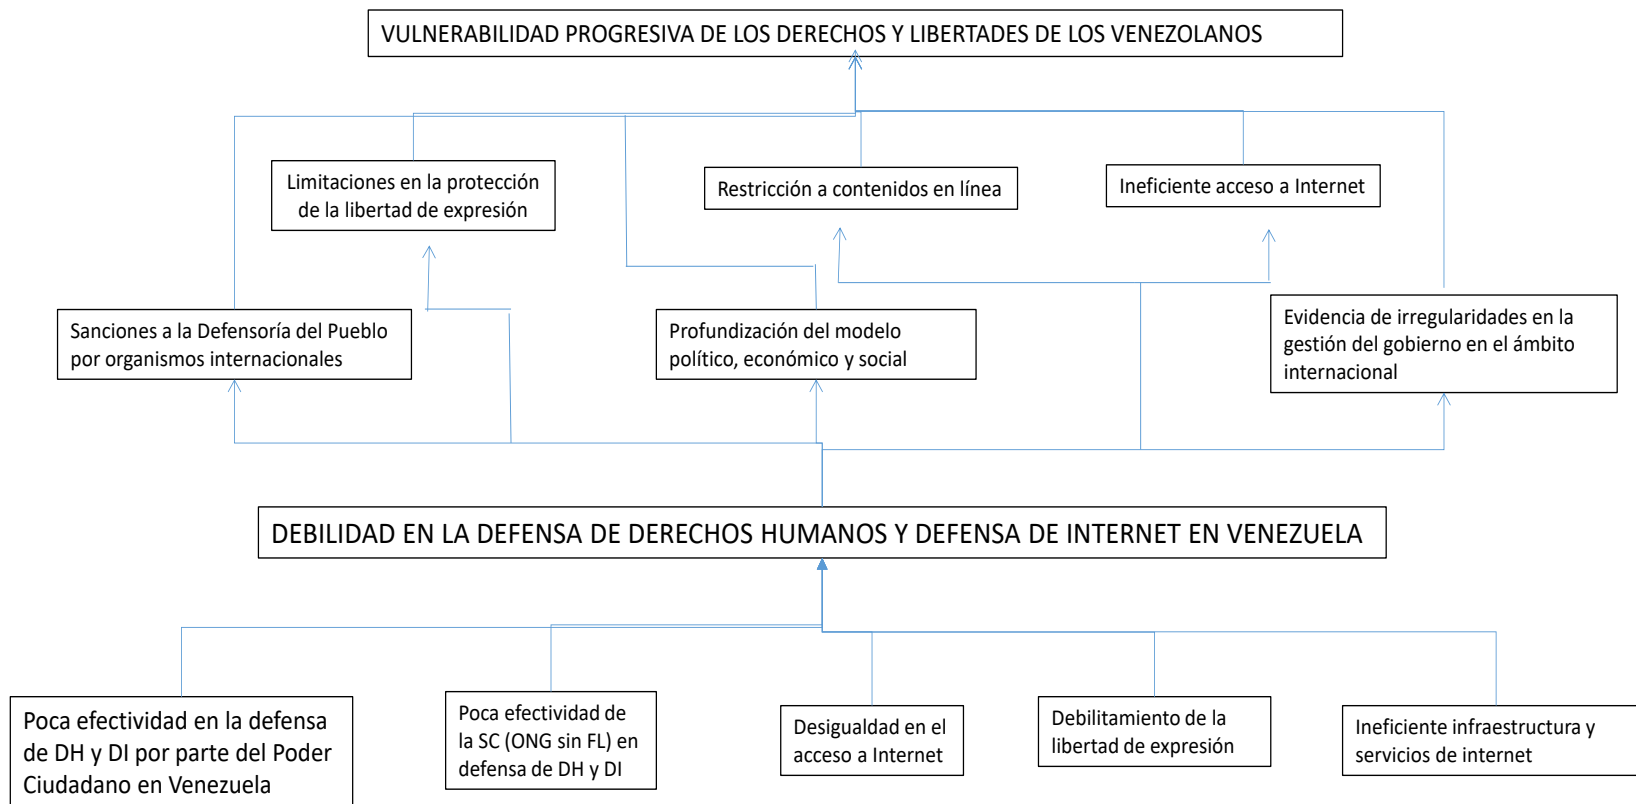 VULNERABILIDAD PROGRESIVA DE LOS DERECHOS Y LIBERTADES DE LOS VENEZOLANOS
Limitaciones en la protección
de la libertad de expresión
Restricción a contenidos en línea
Ineficiente acceso a Internet
Sanciones a la Defensoría del Pueblo
por organismos internacionales
Profundización del modelo
político, económico y social
Evidencia de irregularidades en la
gestión del gobierno en el ámbito
internacional
DEBILIDAD EN LA DEFENSA DE DERECHOS HUMANOS Y DEFENSA DE INTERNET EN VENEZUELA
Poca efectividad en la defensa
de DH y DI por parte del Poder
Ciudadano en Venezuela
Poca efectividad de
la SC (ONG sin FL) en
defensa de DH y DI
Desigualdad en el
acceso a Internet
Debilitamiento de la
libertad de expresión
Ineficiente infraestructura y
servicios de internet